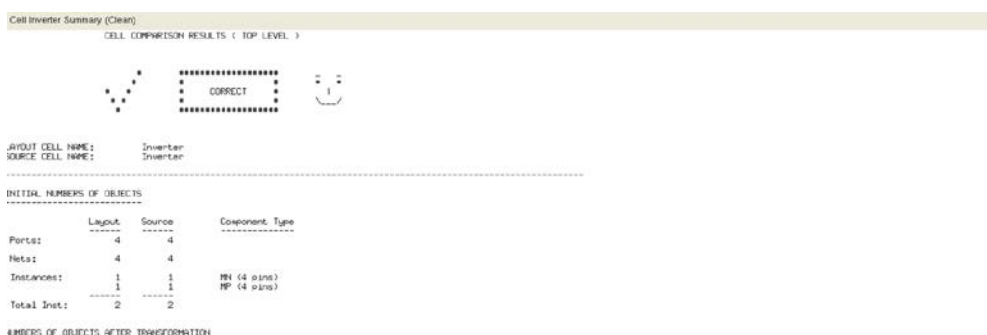 Cell Inverter Summary (Clean)
CELL COMPARISON RESULTS ( TOP LEVEL )
CORRECT
LAYOUT CELL NAME: Inverter
SOURCE CELL NAME: Inverter
INITIAL NUMBERS OF OBJECTS
Layout Source Component Type
Ports: 4 4
Nets: 4 4
Instances: 1 1 MN (4 pins)
1 1 MP (4 pins)
Total Inst: 2 2
NUMBERS OF OBJECTS AFTER TRANSFORMATION